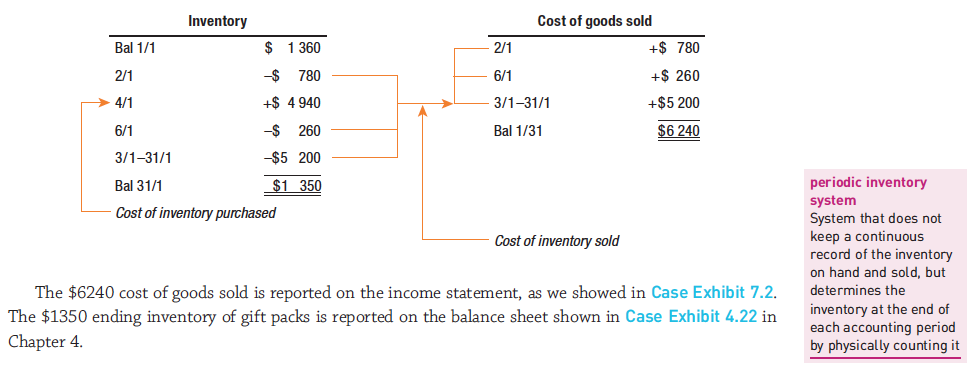 Inventory
Bal 1/1 $ 1 360
2/1 –$ 780
4/1 +$ 4 940
6/1 –$ 260
3/1–31/1 –$5 200
Bal 31/1 $1 350
Cost of inventory purchased
Cost of goods sold
2/1 +$ 780
6/1 +$ 260
3/1–31/1 +$5 200
Bal 1/31 $6 240
Cost of inventory sold
The $6240 cost of goods sold is reported on the income statement, as we showed in Case Exhibit 7.2.
The $1350 ending inventory of gift packs is reported on the balance sheet shown in Case Exhibit 4.22 in
Chapter 4.
periodic inventory
system
System that does not
keep a continuous
record of the inventory
on hand and sold, but
determines the
inventory at the end of
each accounting period
by physically counting it